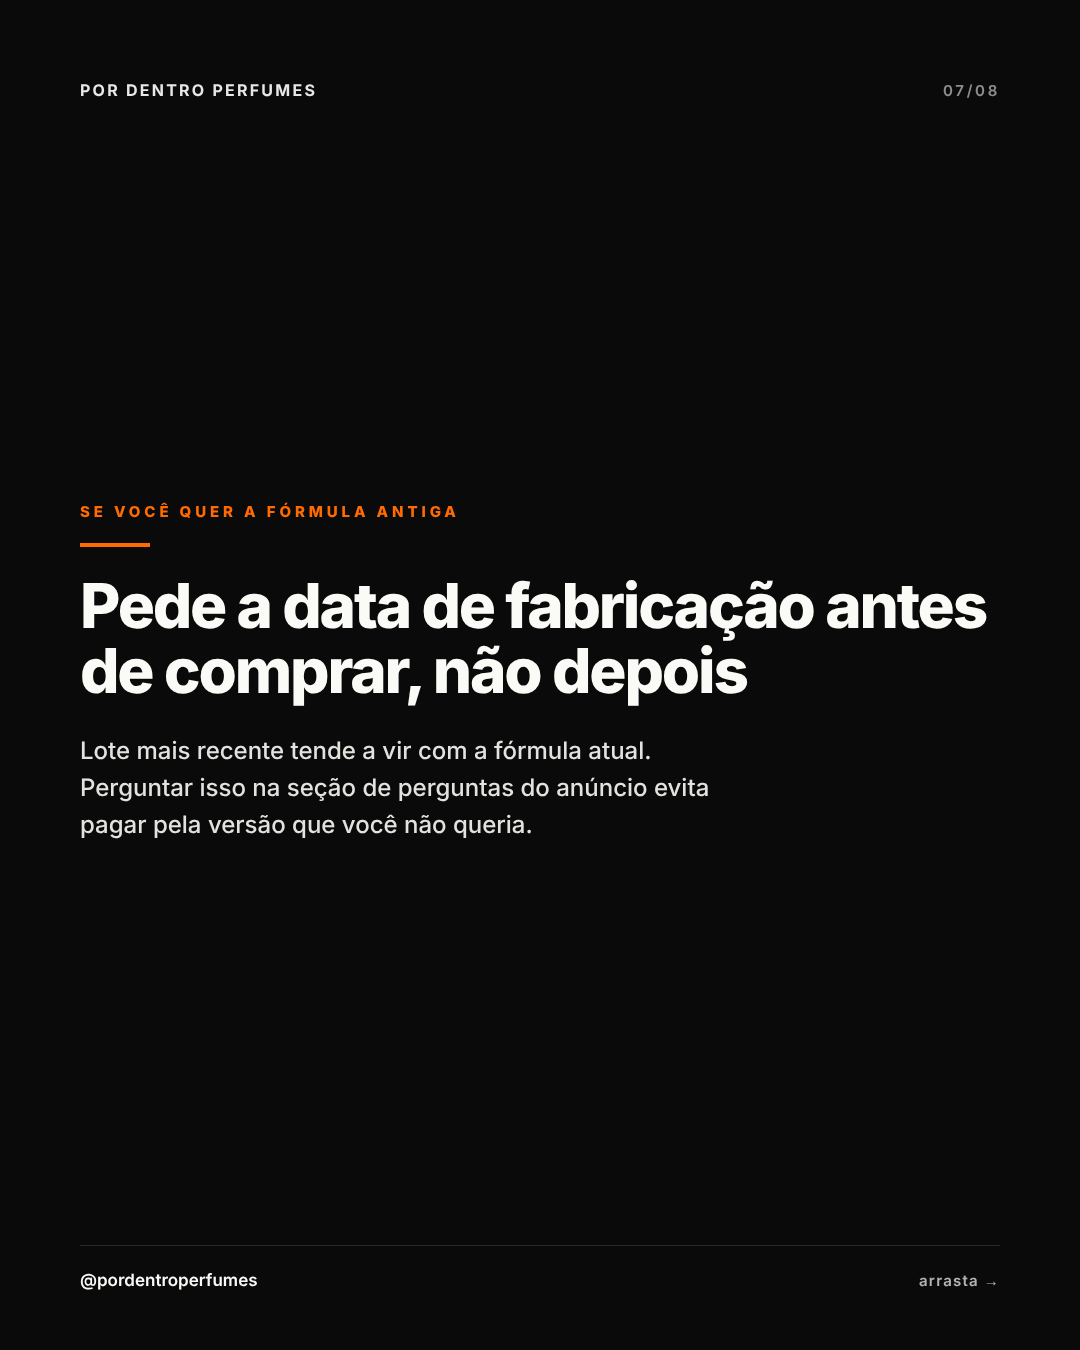 POR DENTRO PERFUMES
07/08
SE VOCÊ QUER A FÓRMULA ANTIGA
Pede a data de fabricação antes
de comprar, não depois
Lote mais recente tende a vir com a fórmula atual.
Perguntar isso na seção de perguntas do anúncio evita
pagar pela versão que você não queria.
@pordentroperfumes
arrasta →